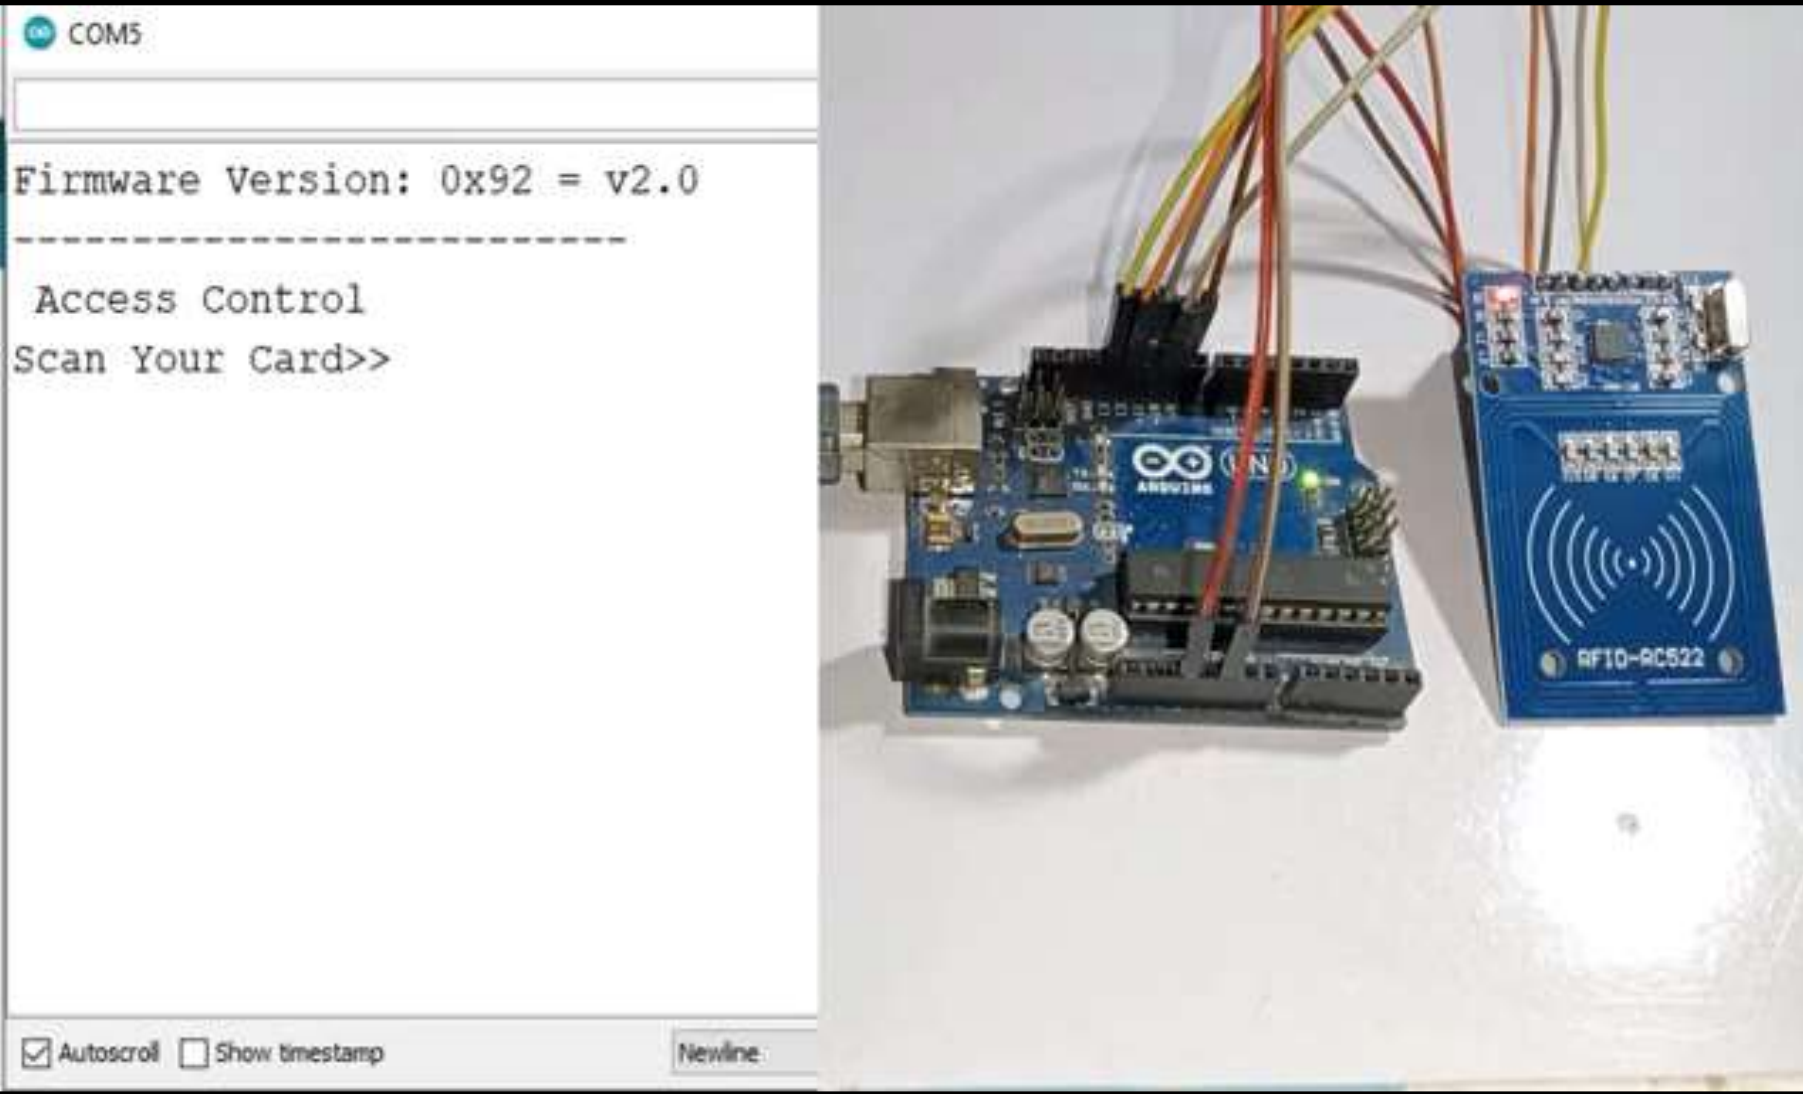 COM5
Firmware Version: 0x92 = v2.0
---------------------------
Access Control
Scan Your Card>>
Autoscroll
Show timestamp
Newline
ARDUINO
UNO
RFID-RC522